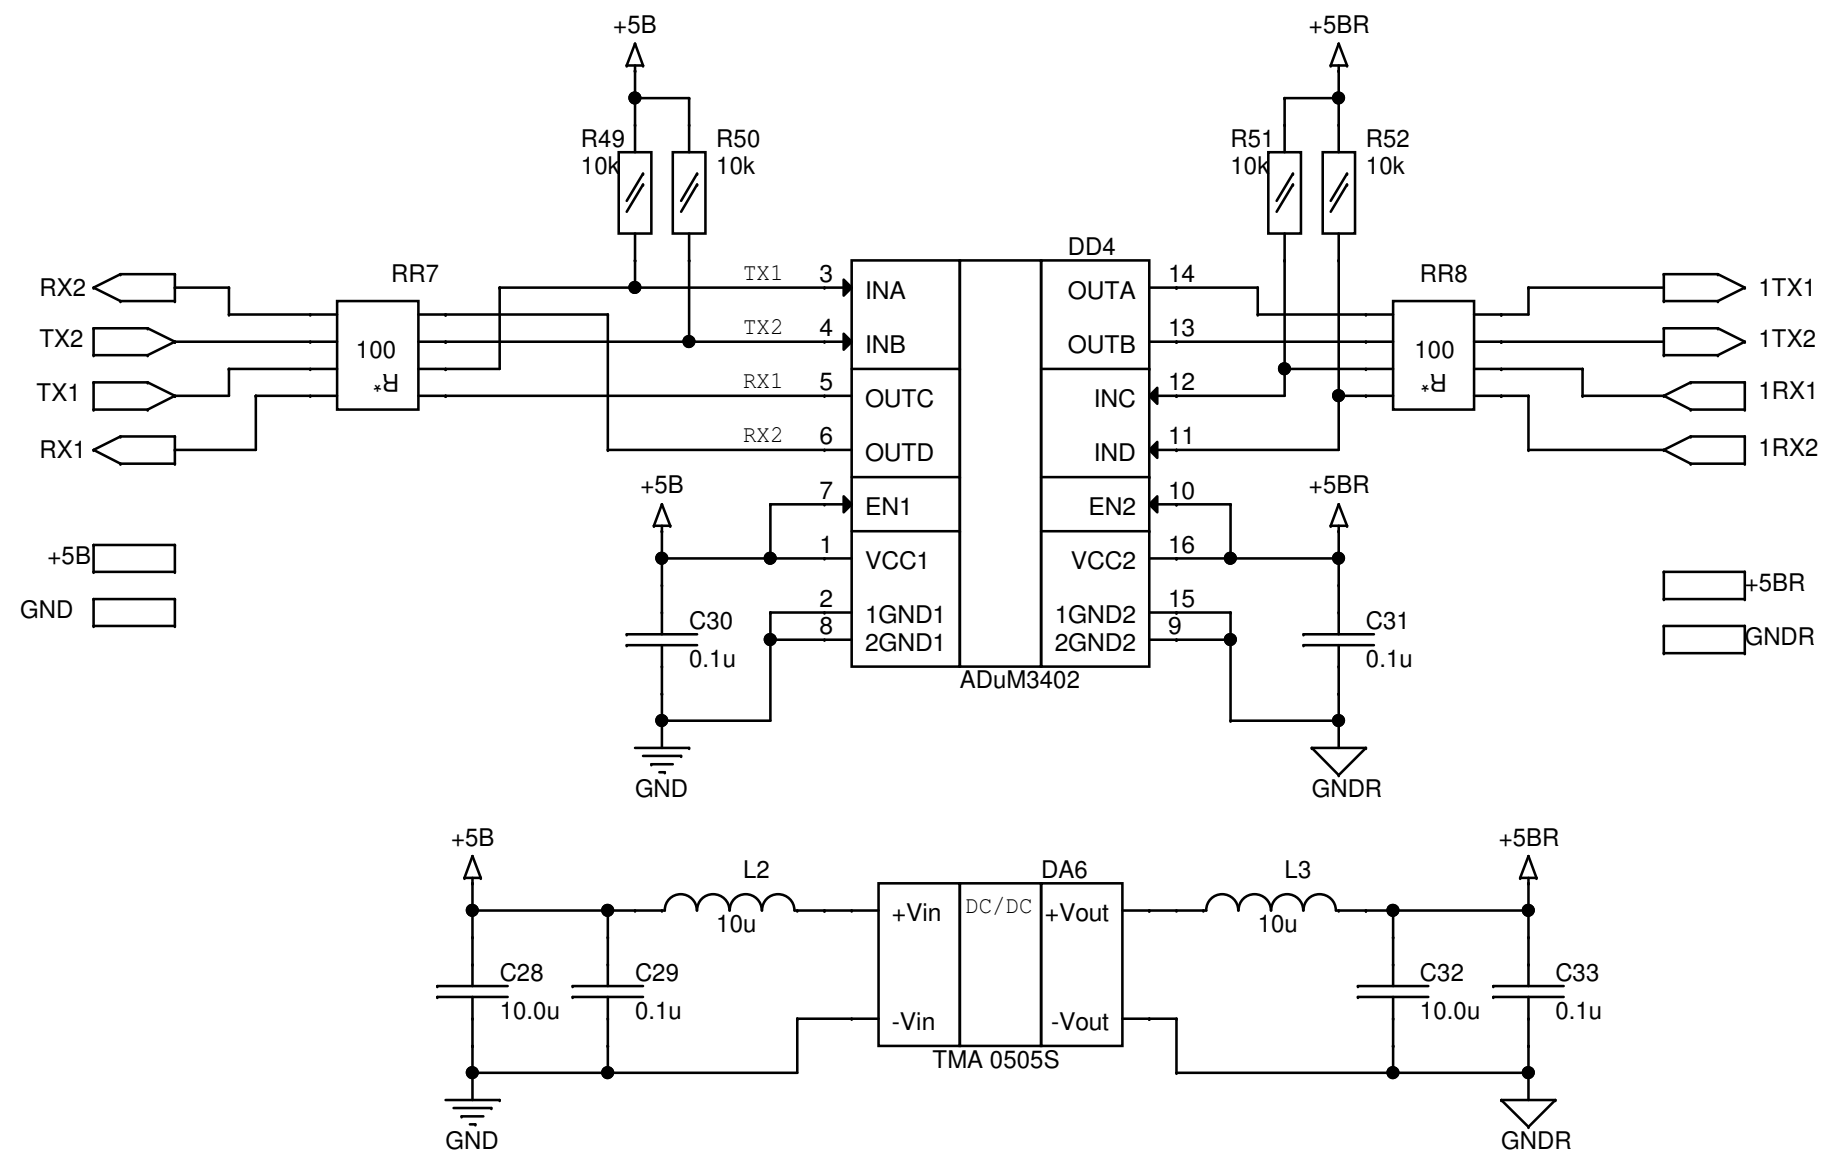 +5B
+5BR
R49
10k
R50
10k
R51
10k
R52
10k
DD4
RX2
RR7
TX1
3
INA
OUTA
14
RR8
1TX1
TX2
100
TX2
4
INB
OUTB
13
100
1TX2
TX1
R*
RX1
5
OUTC
INC
12
R*
1RX1
RX1
RX2
6
OUTD
IND
11
1RX2
+5B
7
EN1
EN2
10
+5BR
+5B
1
VCC1
VCC2
16
+5BR
GND
C30
0.1u
2
1GND1
1GND2
15
C31
0.1u
GNDR
8
2GND1
2GND2
9
ADuM3402
GND
GNDR
+5B
+5BR
L2
10u
DA6
L3
10u
+Vin
DC/DC
+Vout
C28
10.0u
C29
0.1u
C32
10.0u
C33
0.1u
-Vin
-Vout
TMA 0505S
GND
GNDR